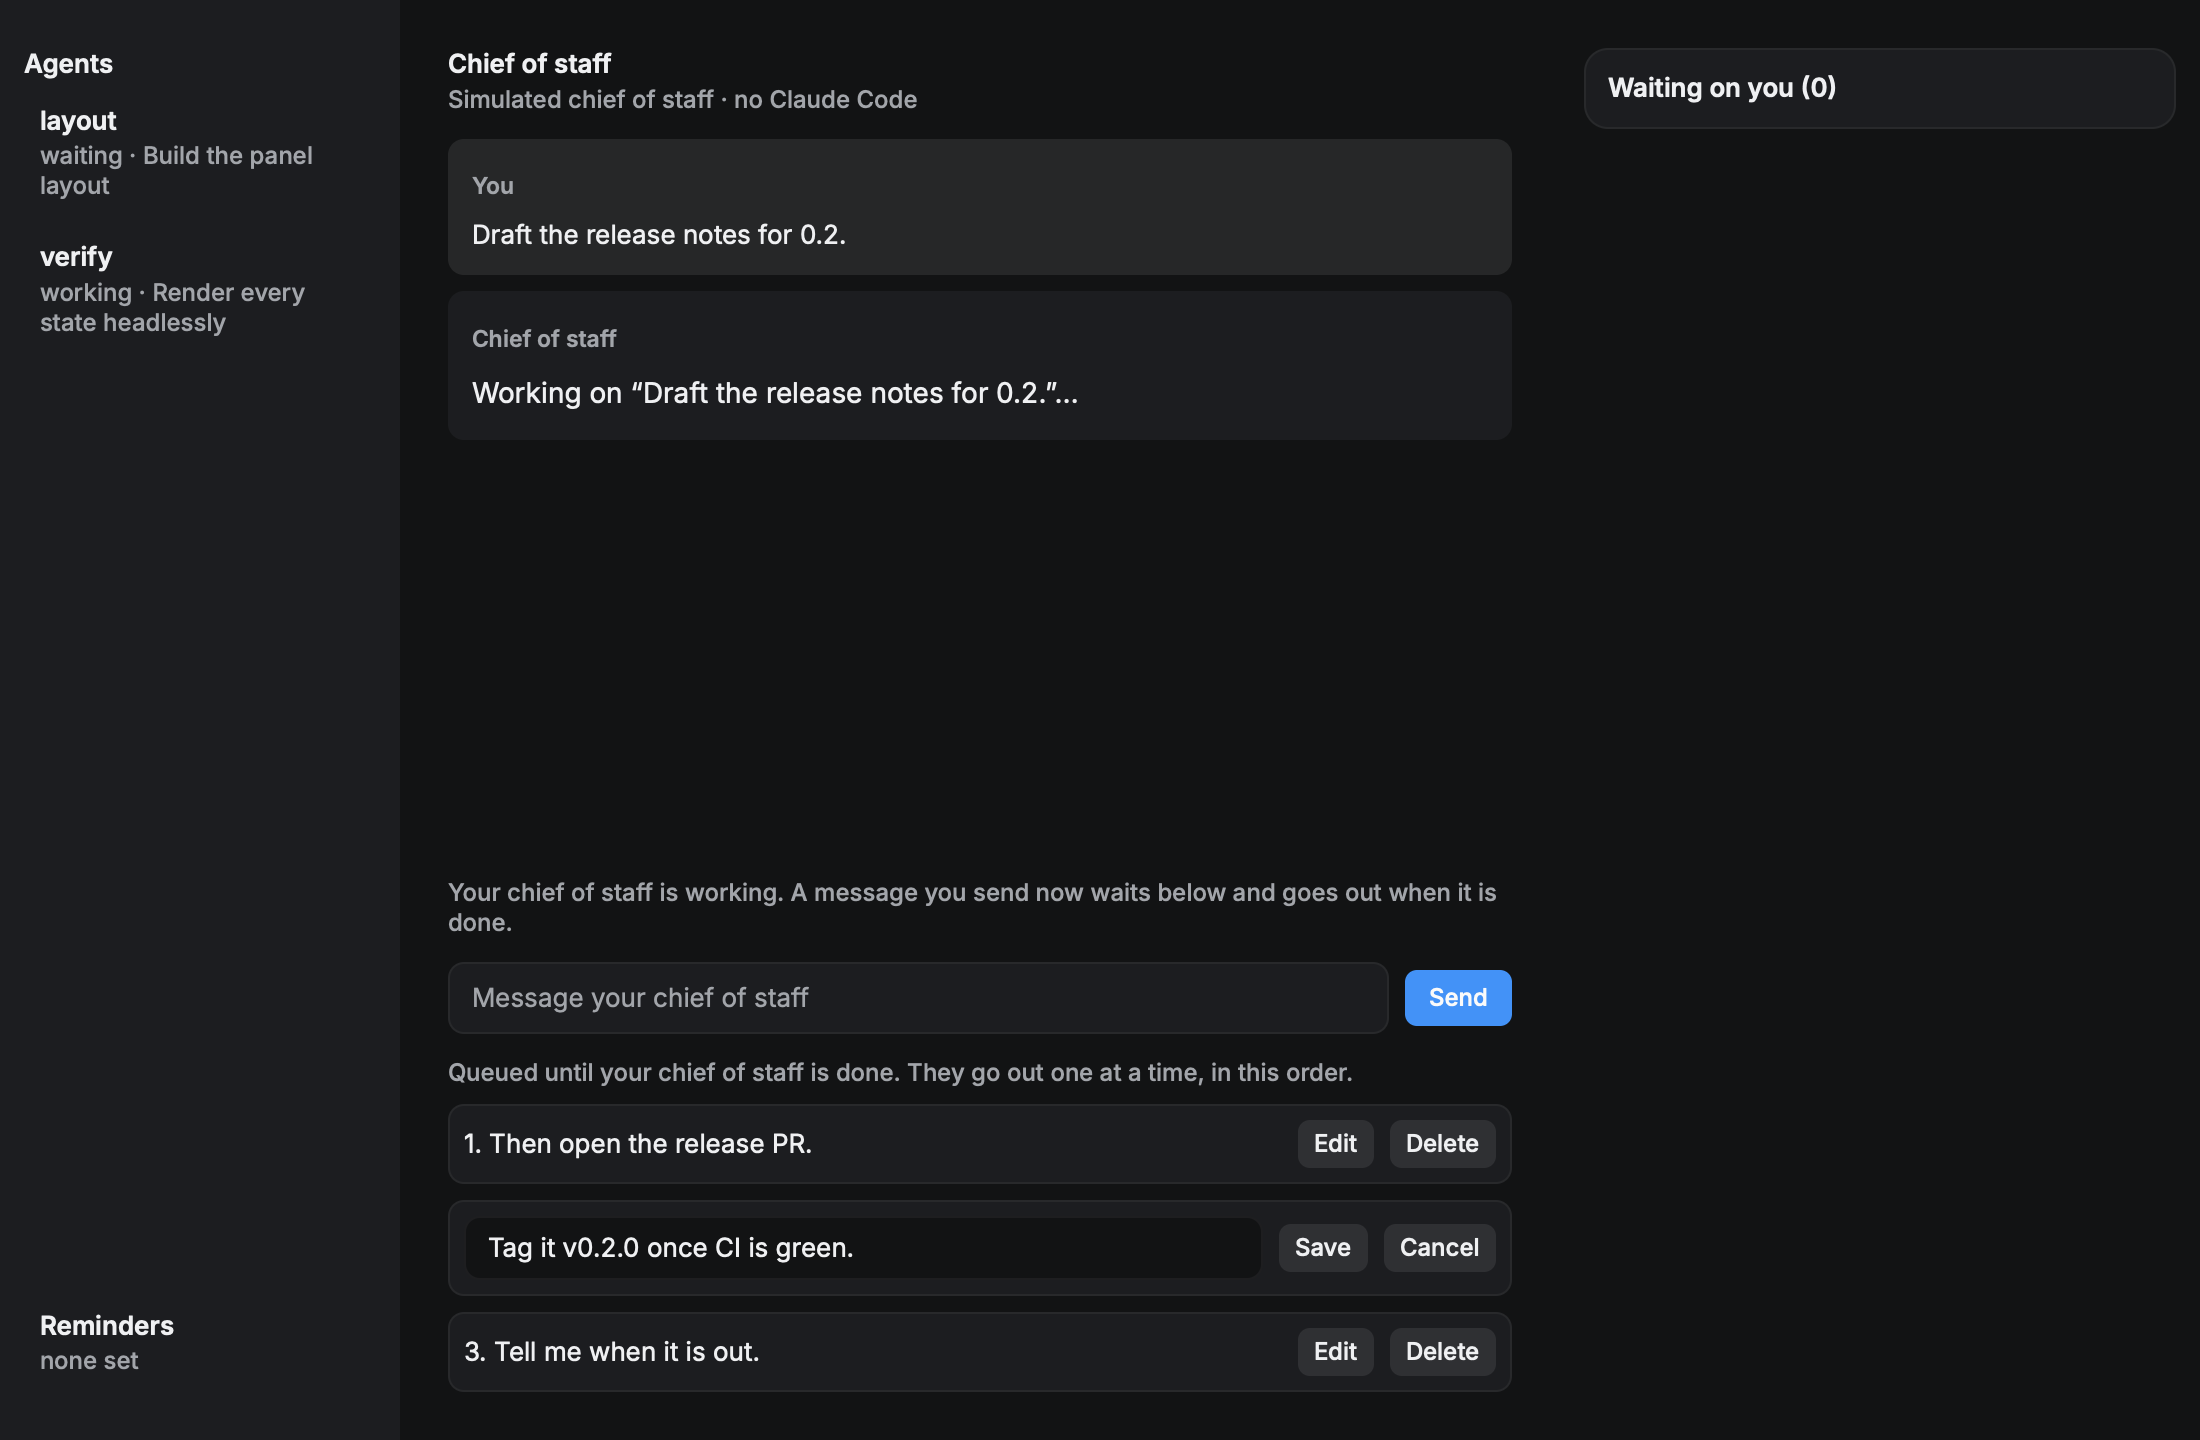 Agents
layout
waiting · Build the panel
layout
verify
working · Render every
state headlessly
Reminders
none set
Chief of staff
Simulated chief of staff · no Claude Code
You
Draft the release notes for 0.2.
Chief of staff
Working on “Draft the release notes for 0.2.”...
Your chief of staff is working. A message you send now waits below and goes out when it is
done.
Message your chief of staff
Send
Queued until your chief of staff is done. They go out one at a time, in this order.
1. Then open the release PR.
Edit
Delete
Tag it v0.2.0 once CI is green.
Save
Cancel
3. Tell me when it is out.
Edit
Delete
Waiting on you (0)